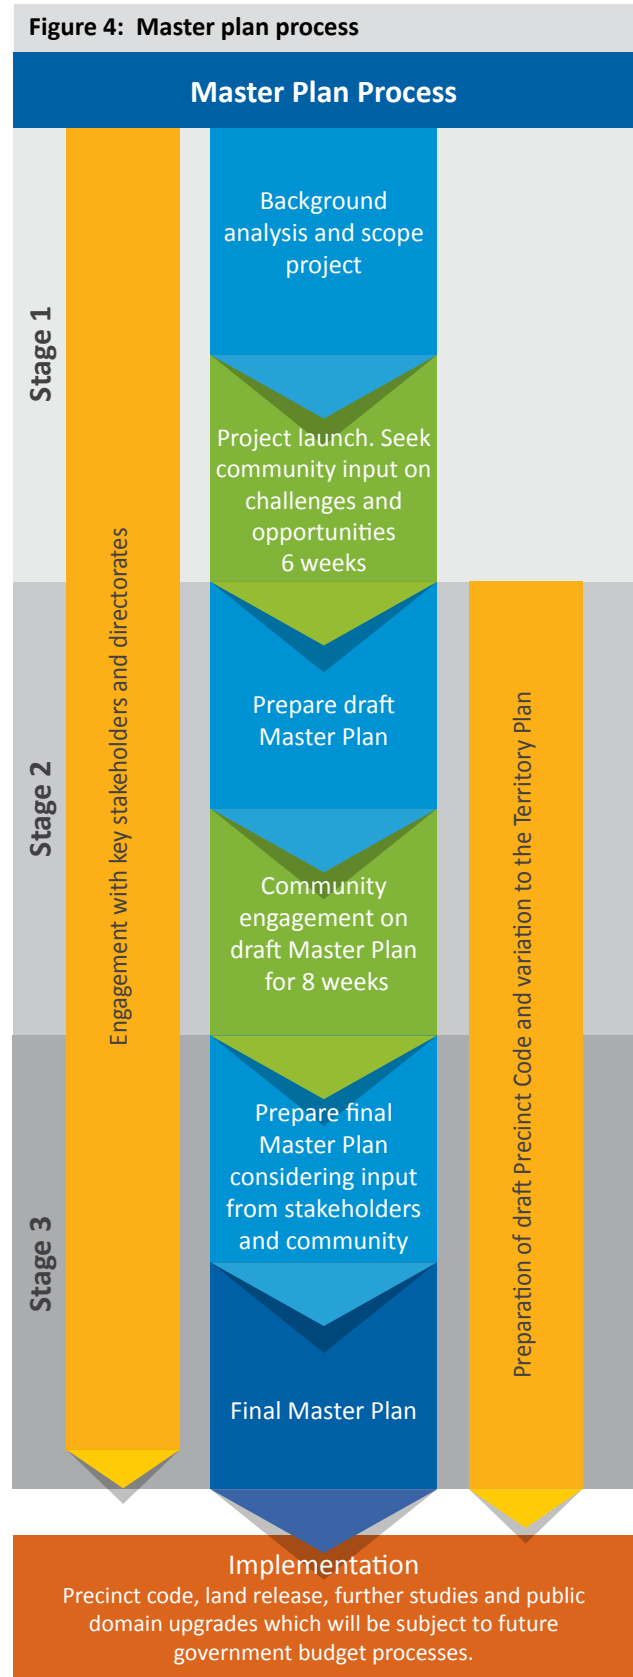 Figure 4: Master plan process
Master Plan Process
Stage 1
Background
analysis and scope
project
Project launch. Seek
community input on
challenges and
opportunities
6 weeks
Engagement with key stakeholders and directorates
Stage 2
Prepare draft
Master Plan
Community
engagement on
draft Master Plan
for 8 weeks
Preparation of draft Precinct Code and variation to the Territory Plan
Stage 3
Prepare final
Master Plan
considering input
from stakeholders
and community
Final Master Plan
Implementation
Precinct code, land release, further studies and public
domain upgrades which will be subject to future
government budget processes.